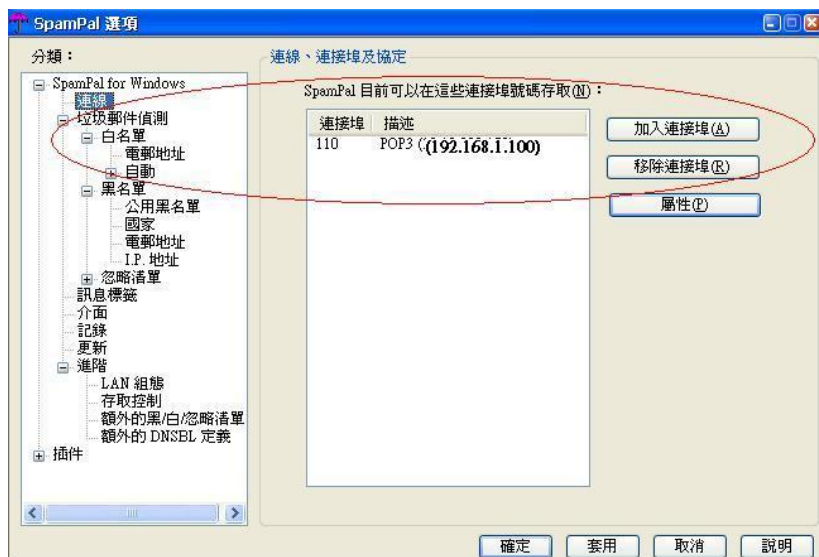 SpamPal 選項
分類：
SpamPal for Windows
連線
垃圾郵件偵測
白名單
電郵地址
自動
黑名單
公用黑名單
國家
電郵地址
I.P. 地址
忽略清單
訊息標籤
介面
記錄
更新
進階
LAN 組態
存取控制
額外的黑/白/忽略清單
額外的 DNSBL 定義
插件
連線、連接埠及協定
SpamPal 目前可以在這些連接埠號碼存取(N)：
連接埠 描述
110 POP3 (192.168.1.100)
加入連接埠(A)
移除連接埠(R)
屬性(P)
確定 套用 取消 說明